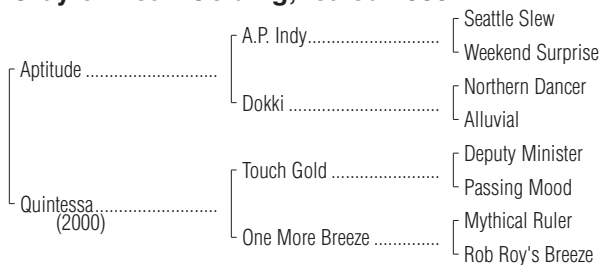 Seattle Slew
A.P. Indy
Weekend Surprise
Aptitude
Northern Dancer
Dokki
Alluvial
Deputy Minister
Touch Gold
Passing Mood
Quintessa
(2000)
Mythical Ruler
One More Breeze
Rob Roy's Breeze